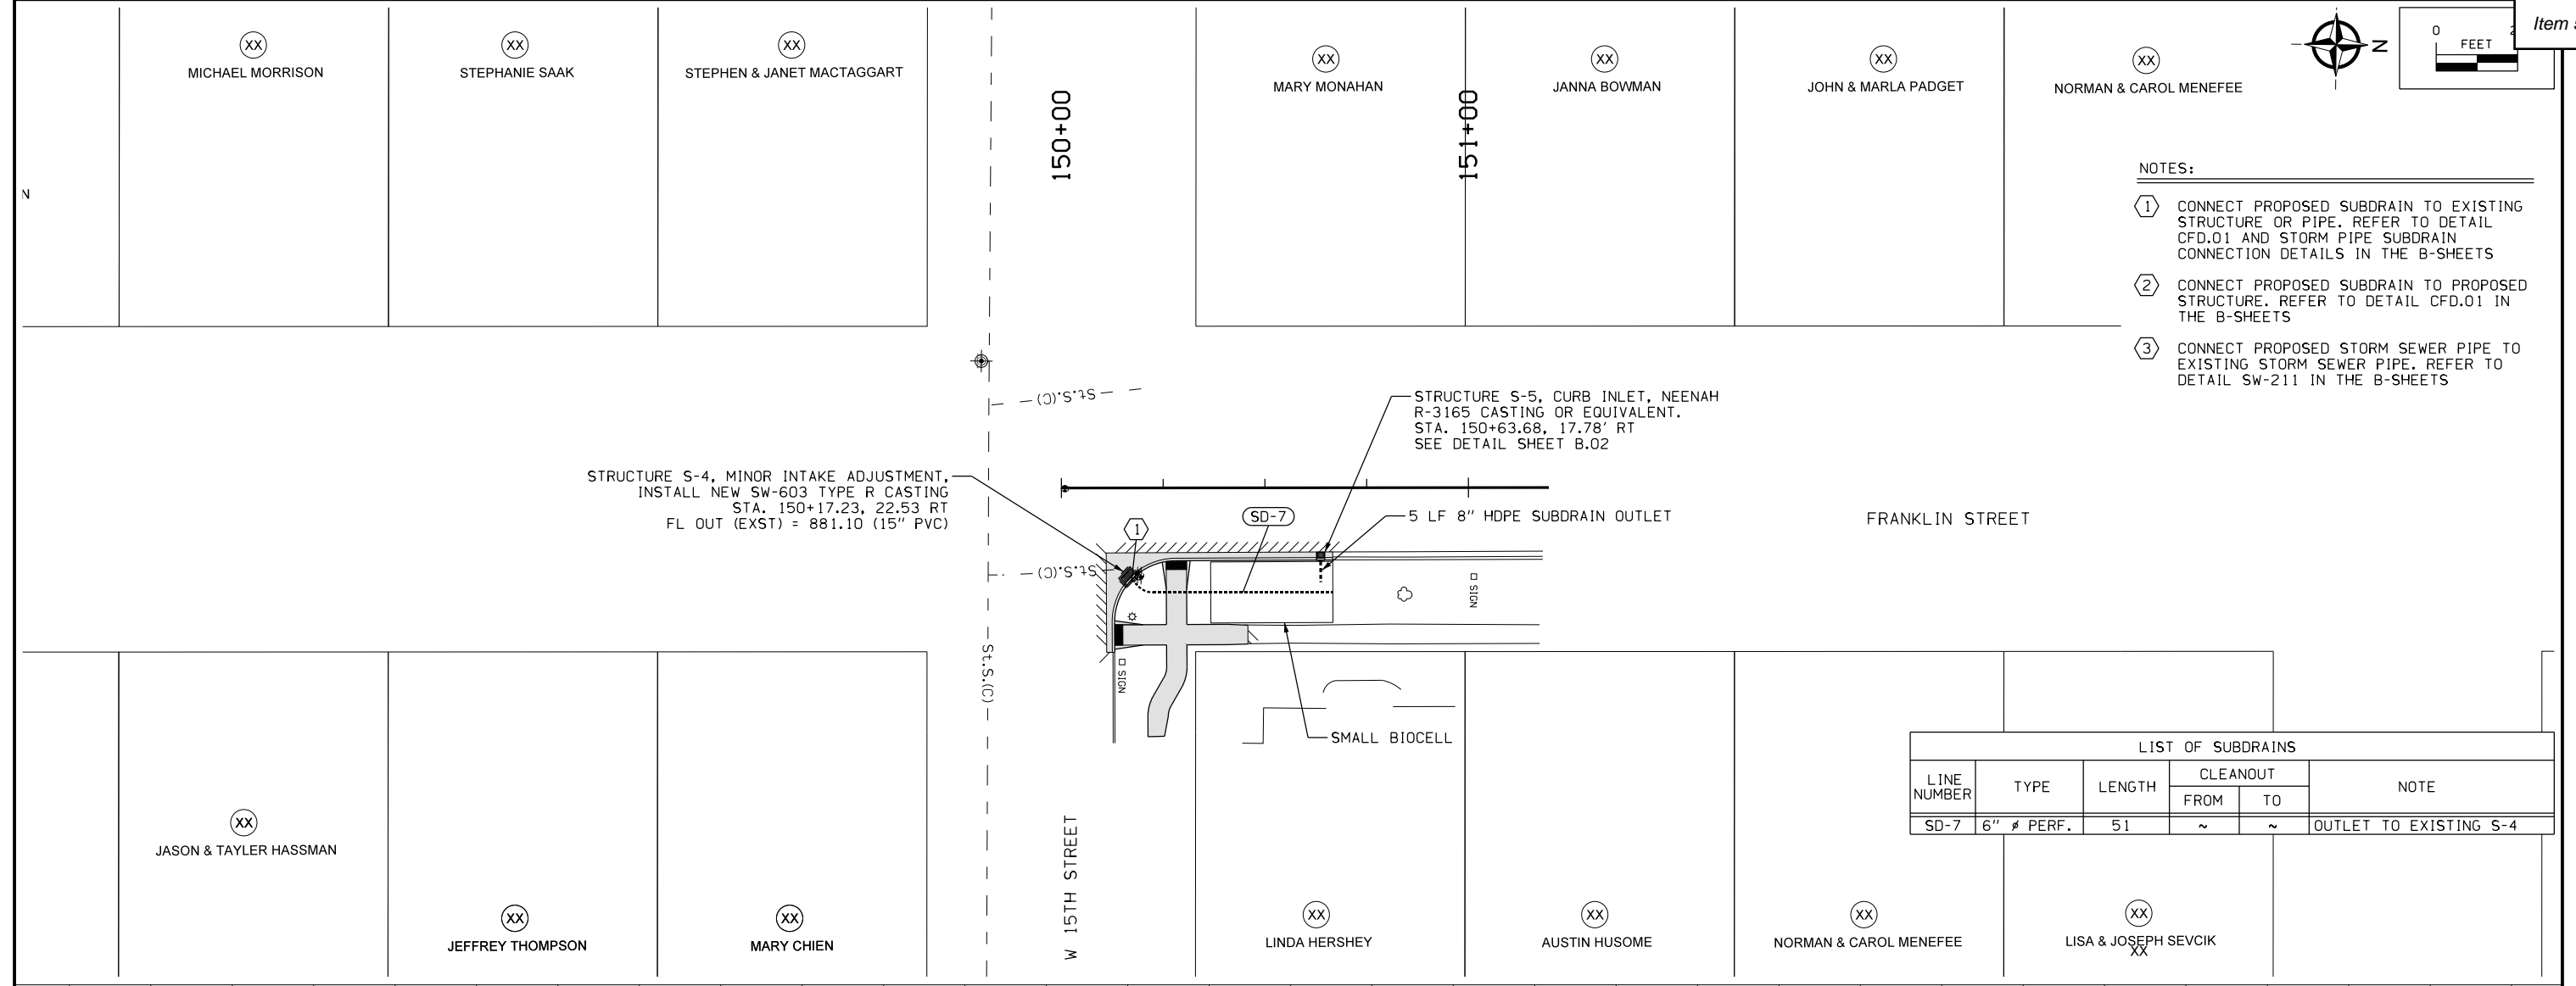 Item
XX
MICHAEL MORRISON
XX
STEPHANIE SAAK
XX
STEPHEN & JANET MACTAGGART
150+00
XX
MARY MONAHAN
151+00
XX
JANNA BOWMAN
XX
JOHN & MARLA PADGET
XX
NORMAN & CAROL MENEFEE
N
0
FEET
N
NOTES:
1 CONNECT PROPOSED SUBDRAIN TO EXISTING
STRUCTURE OR PIPE. REFER TO DETAIL
CFD.01 AND STORM PIPE SUBDRAIN
CONNECTION DETAILS IN THE B-SHEETS
2 CONNECT PROPOSED SUBDRAIN TO PROPOSED
STRUCTURE. REFER TO DETAIL CFD.01 IN
THE B-SHEETS
3 CONNECT PROPOSED STORM SEWER PIPE TO
EXISTING STORM SEWER PIPE. REFER TO
DETAIL SW-211 IN THE B-SHEETS
St.S.(C)
STRUCTURE S-5, CURB INLET, NEENAH
R-3165 CASTING OR EQUIVALENT.
STA. 150+63.68, 17.78' RT
SEE DETAIL SHEET B.02
STRUCTURE S-4, MINOR INTAKE ADJUSTMENT,
INSTALL NEW SW-603 TYPE R CASTING
STA. 150+17.23, 22.53 RT
FL OUT (EXST) = 881.10 (15" PVC)
1
SD-7
5 LF 8" HDPE SUBDRAIN OUTLET
FRANKLIN STREET
St.S.(C)
SIGN
St.S.(C)
SIGN
SMALL BIOCELL
W 15TH STREET
LIST OF SUBDRAINS
LINE NUMBER TYPE LENGTH CLEANOUT NOTE
FROM TO
SD-7 6" ø PERF. 51 ~ ~ OUTLET TO EXISTING S-4
XX
JASON & TAYLER HASSMAN
XX
JEFFREY THOMPSON
XX
MARY CHIEN
XX
LINDA HERSHEY
XX
AUSTIN HUSOME
XX
NORMAN & CAROL MENEFEE
XX
LISA & JOSEPH SEVCIK
XX